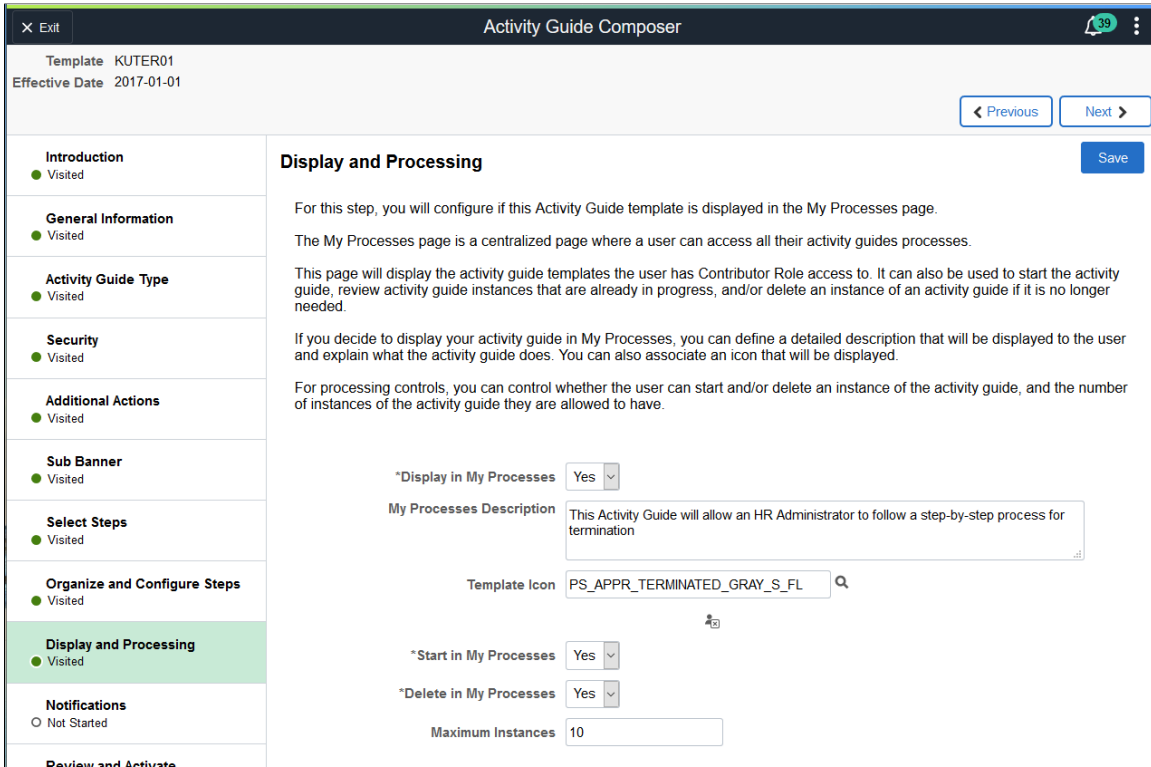 Exit
Activity Guide Composer
39
Template KUTER01
Effective Date 2017-01-01
Previous
Next
Introduction
Visited
General Information
Visited
Activity Guide Type
Visited
Security
Visited
Additional Actions
Visited
Sub Banner
Visited
Select Steps
Visited
Organize and Configure Steps
Visited
Display and Processing
Visited
Notifications
Not Started
Review and Activate
Display and Processing
Save
For this step, you will configure if this Activity Guide template is displayed in the My Processes page.
The My Processes page is a centralized page where a user can access all their activity guides processes.
This page will display the activity guide templates the user has Contributor Role access to. It can also be used to start the activity
guide, review activity guide instances that are already in progress, and/or delete an instance of an activity guide if it is no longer
needed.
If you decide to display your activity guide in My Processes, you can define a detailed description that will be displayed to the user
and explain what the activity guide does. You can also associate an icon that will be displayed.
For processing controls, you can control whether the user can start and/or delete an instance of the activity guide, and the number
of instances of the activity guide they are allowed to have.
*Display in My Processes Yes
My Processes Description This Activity Guide will allow an HR Administrator to follow a step-by-step process for
termination
Template Icon PS_APPR_TERMINATED_GRAY_S_FL
*Start in My Processes Yes
*Delete in My Processes Yes
Maximum Instances 10